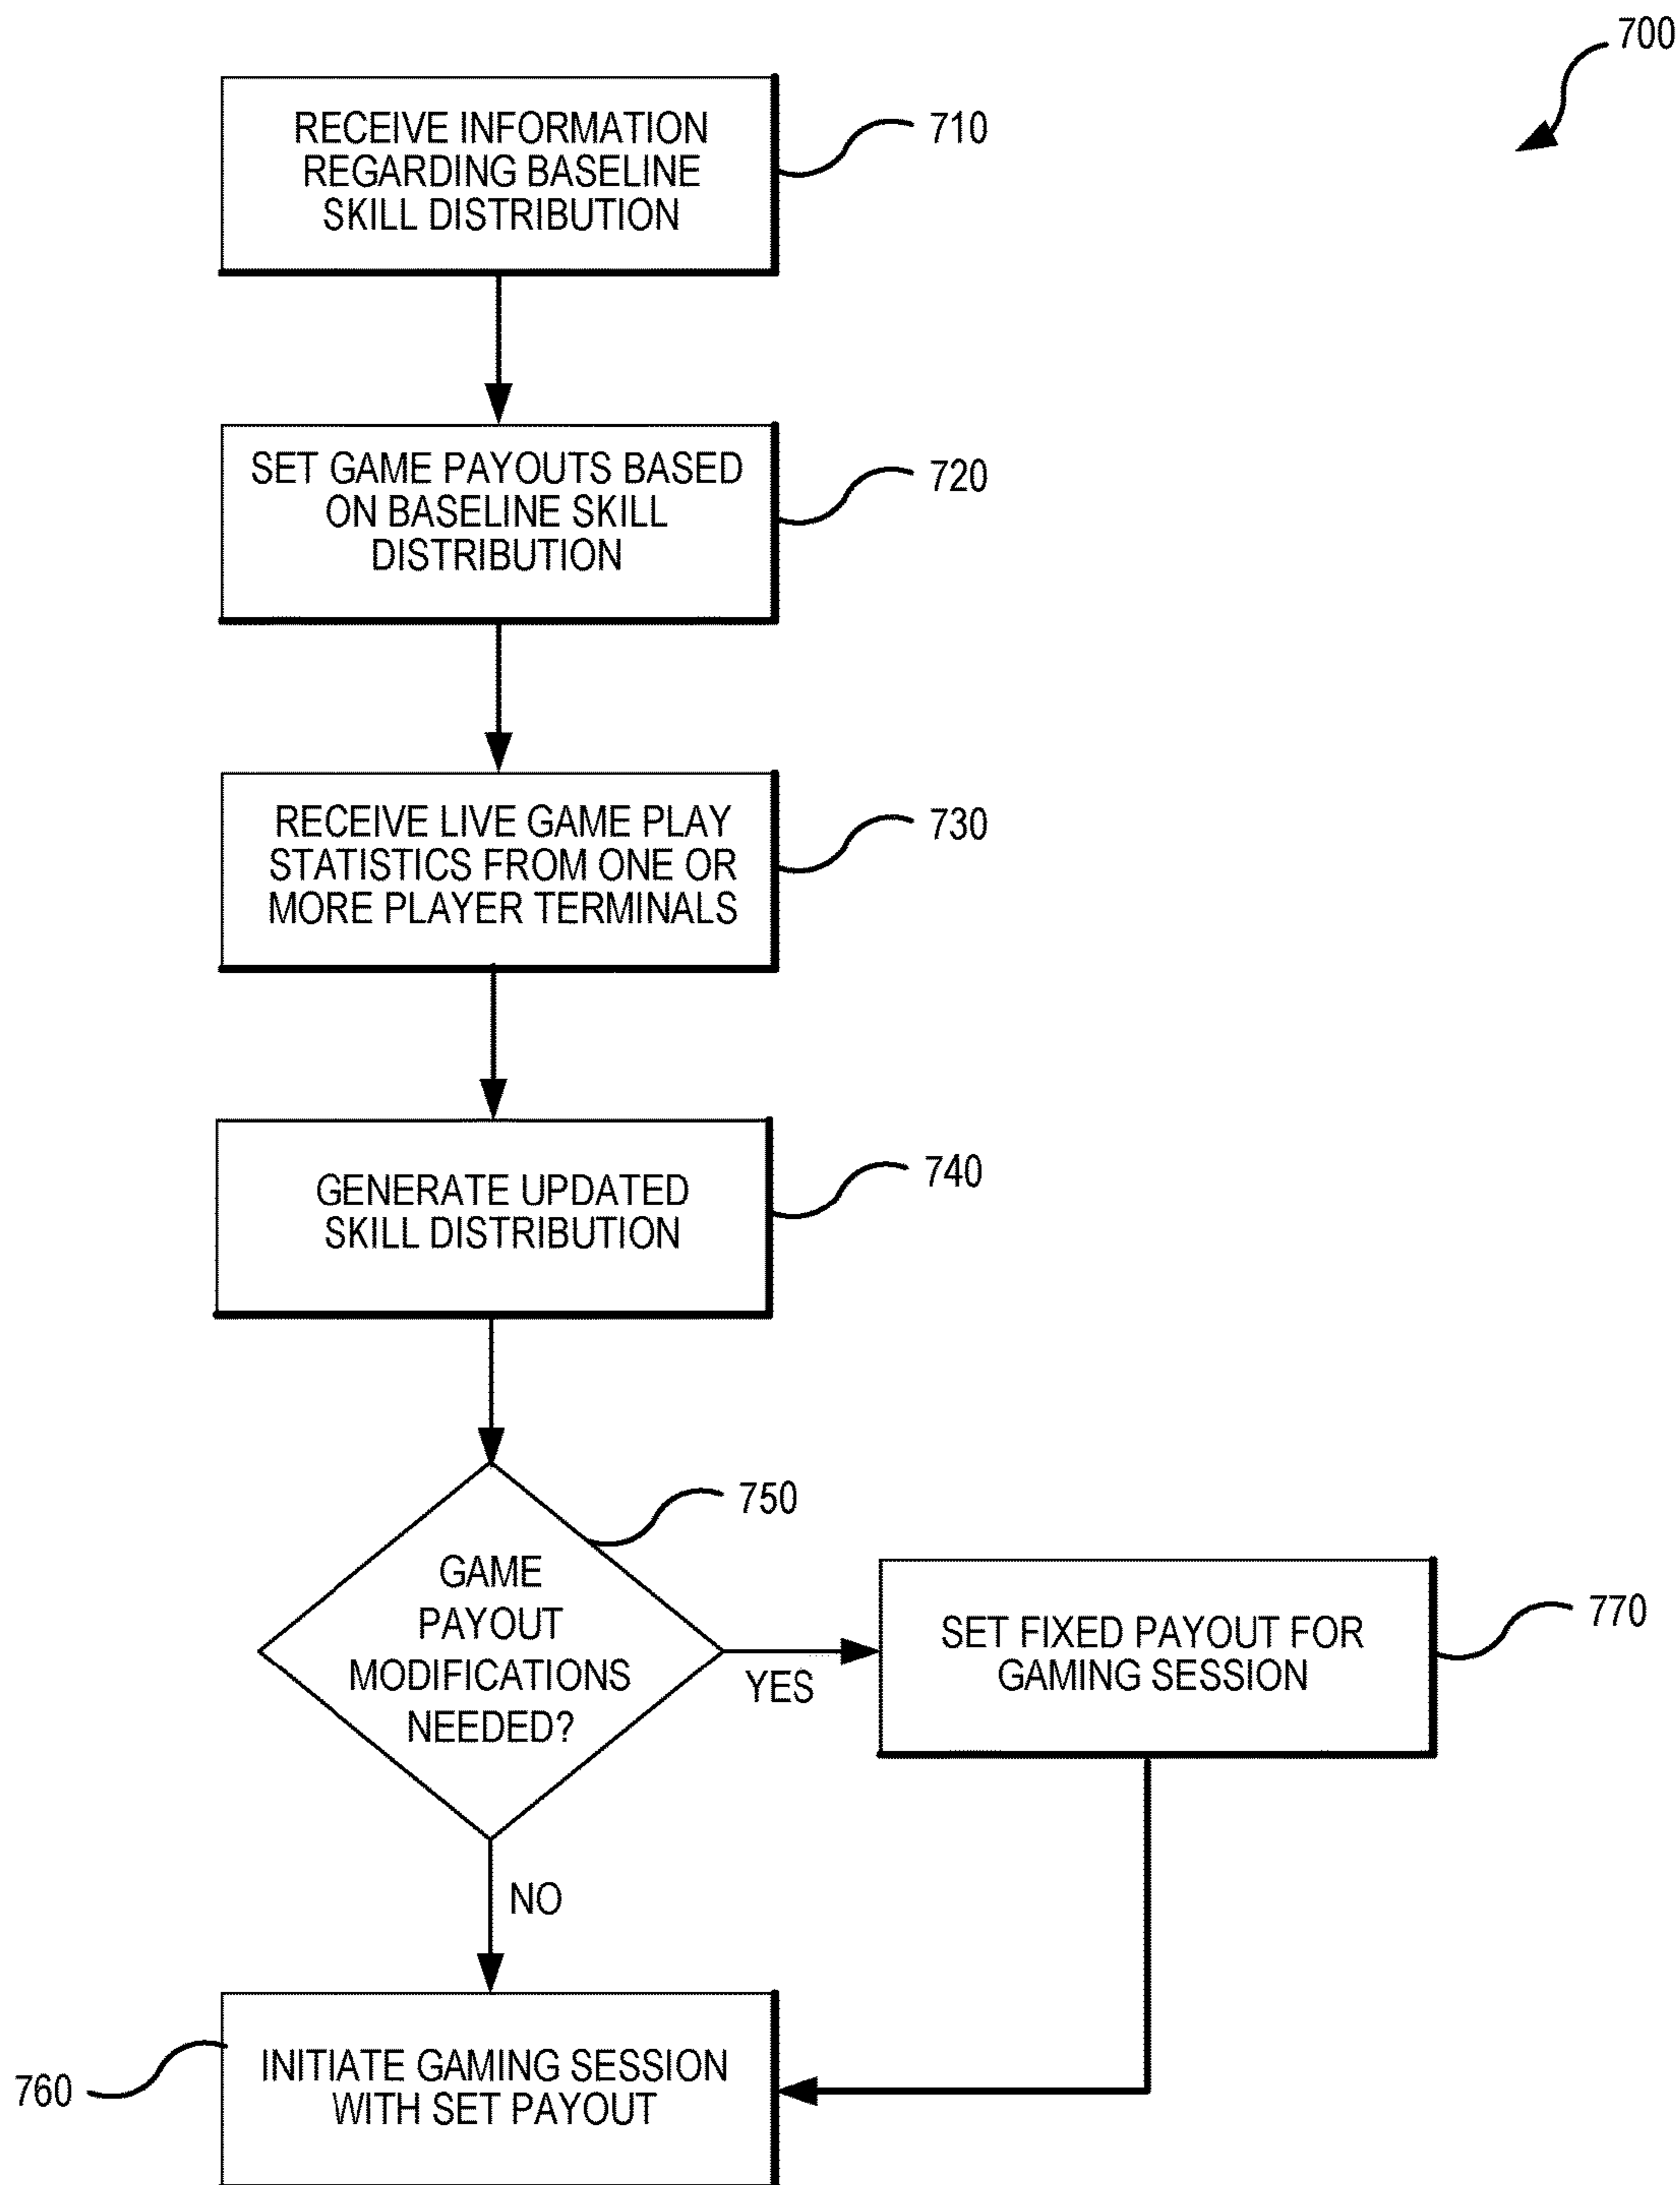 700
RECEIVE INFORMATION
REGARDING BASELINE
SKILL DISTRIBUTION
710
SET GAME PAYOUTS BASED
ON BASELINE SKILL
DISTRIBUTION
720
RECEIVE LIVE GAME PLAY
STATISTICS FROM ONE OR
MORE PLAYER TERMINALS
730
GENERATE UPDATED
SKILL DISTRIBUTION
740
750
GAME
PAYOUT
MODIFICATIONS
NEEDED?
YES
SET FIXED PAYOUT FOR
GAMING SESSION
770
NO
760
INITIATE GAMING SESSION
WITH SET PAYOUT